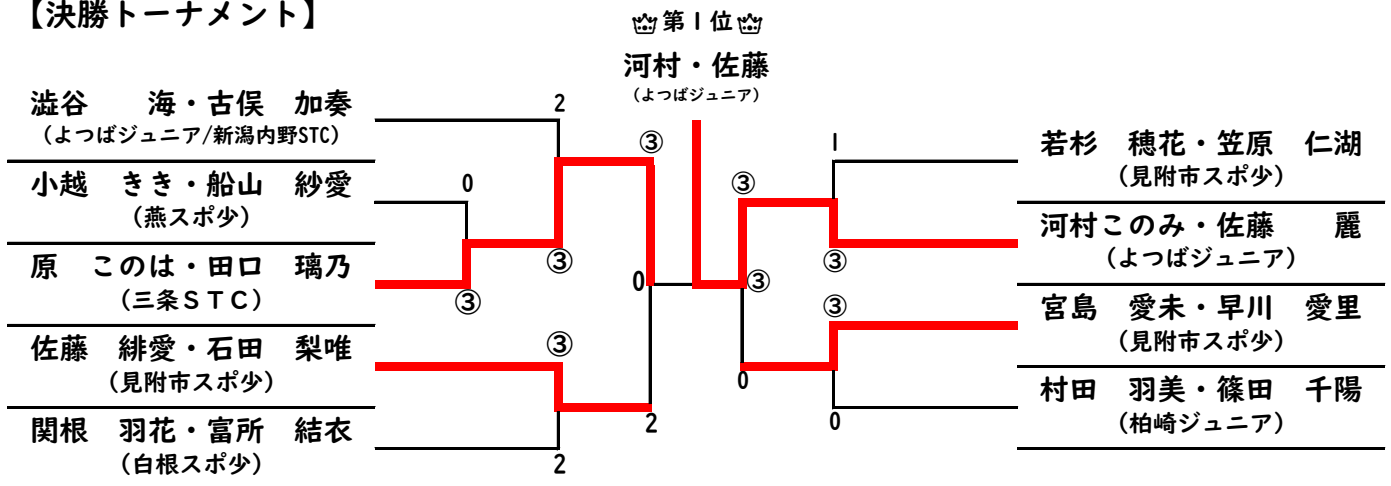 【決勝トーナメント】
第1位
河村・佐藤
(よつばジュニア)
澁谷　海・古俣　加奏
(よつばジュニア/新潟内野STC)
2
小越　きき・船山　紗愛
(燕スポ少)
0
原　このは・田口　璃乃
(三条ＳＴＣ)
③
③
③
佐藤　緋愛・石田　梨唯
(見附市スポ少)
③
関根　羽花・富所　結衣
(白根スポ少)
2
2
0
③
若杉　穂花・笠原　仁湖
(見附市スポ少)
1
河村このみ・佐藤　麗
(よつばジュニア)
③
③
宮島　愛未・早川　愛里
(見附市スポ少)
③
村田　羽美・篠田　千陽
(柏崎ジュニア)
0
0